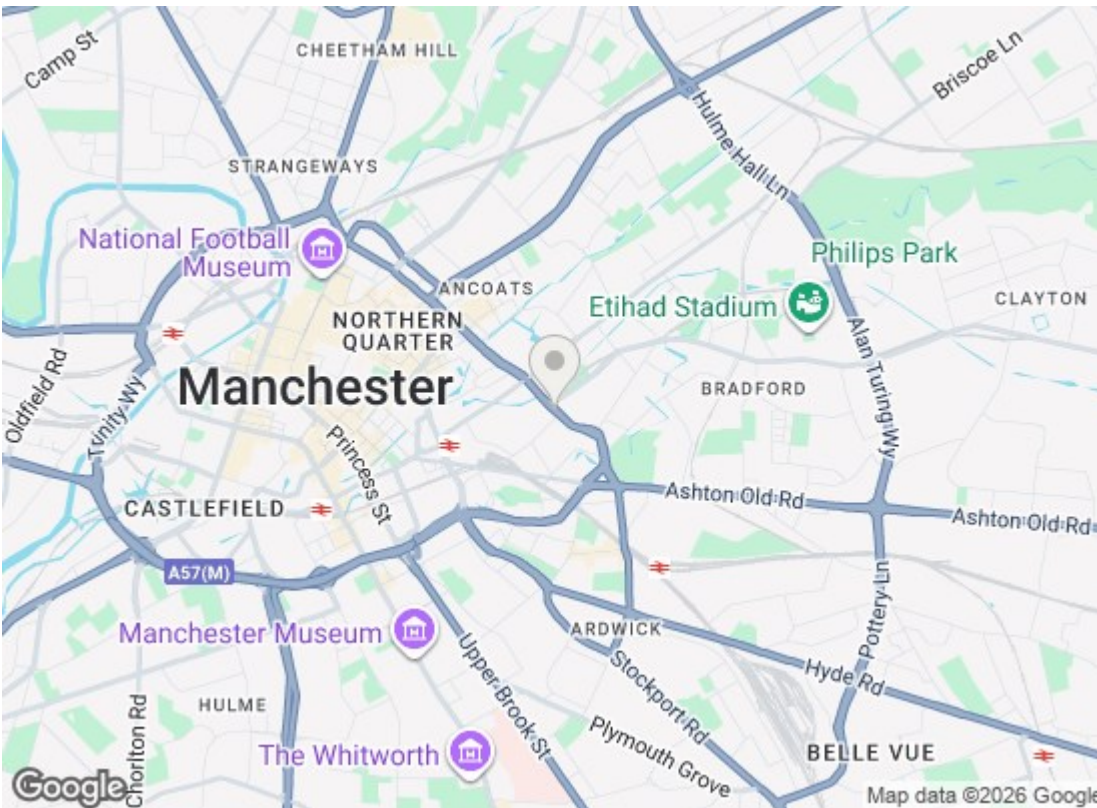 Camp St
CHEETHAM HILL
Briscoe Ln
Hulme Hall Ln
STRANGEWAYS
National Football
Museum
Philips Park
ANCOATS
Etihad Stadium
CLAYTON
NORTHERN
QUARTER
Oldfield Rd
Trinity Wy
Manchester
BRADFORD
Alan Turing Wy
Princess St
CASTLEFIELD
Ashton Old Rd
Ashton Old Rd
A57(M)
Manchester Museum
ARDWICK
Pottery Ln
Upper Brook St
Stockport Rd
Hyde Rd
HULME
Chorlton Rd
The Whitworth
Plymouth Grove
BELLE VUE
Google
Map data ©2026 Google